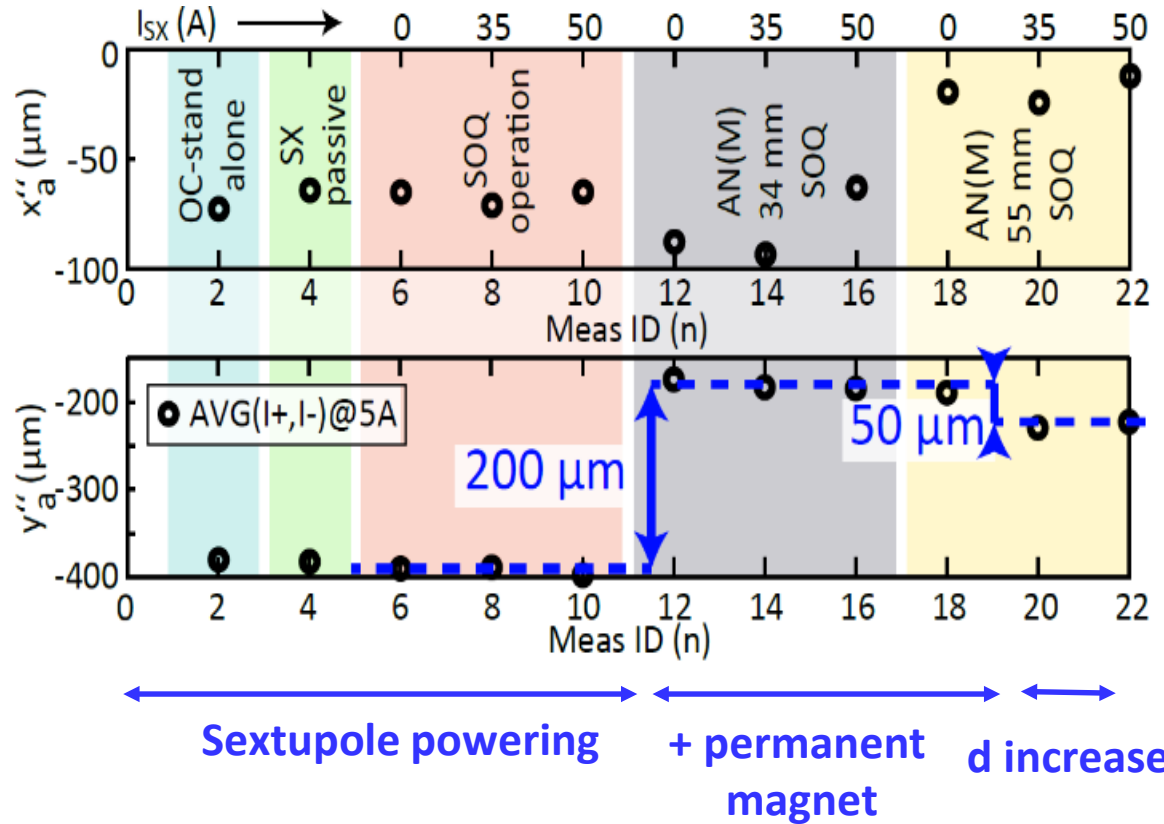 I_SX (A) 0 35 50 0 35 50 0 35 50
0
-50
-100
x''_a (μm)
OC-stand
alone
SX
passive
SOQ
operation
AN(M)
34 mm
SOQ
AN(M)
55 mm
SOQ
0 2 4 6 8 10 12 14 16 18 20 22
Meas ID (n)
-200
-300
-400
y''_a (μm)
AVG(I+,I-)@5A
200 μm
50 μm
0 2 4 6 8 10 12 14 16 18 20 22
Meas ID (n)
Sextupole powering
+ permanent
magnet
d increase